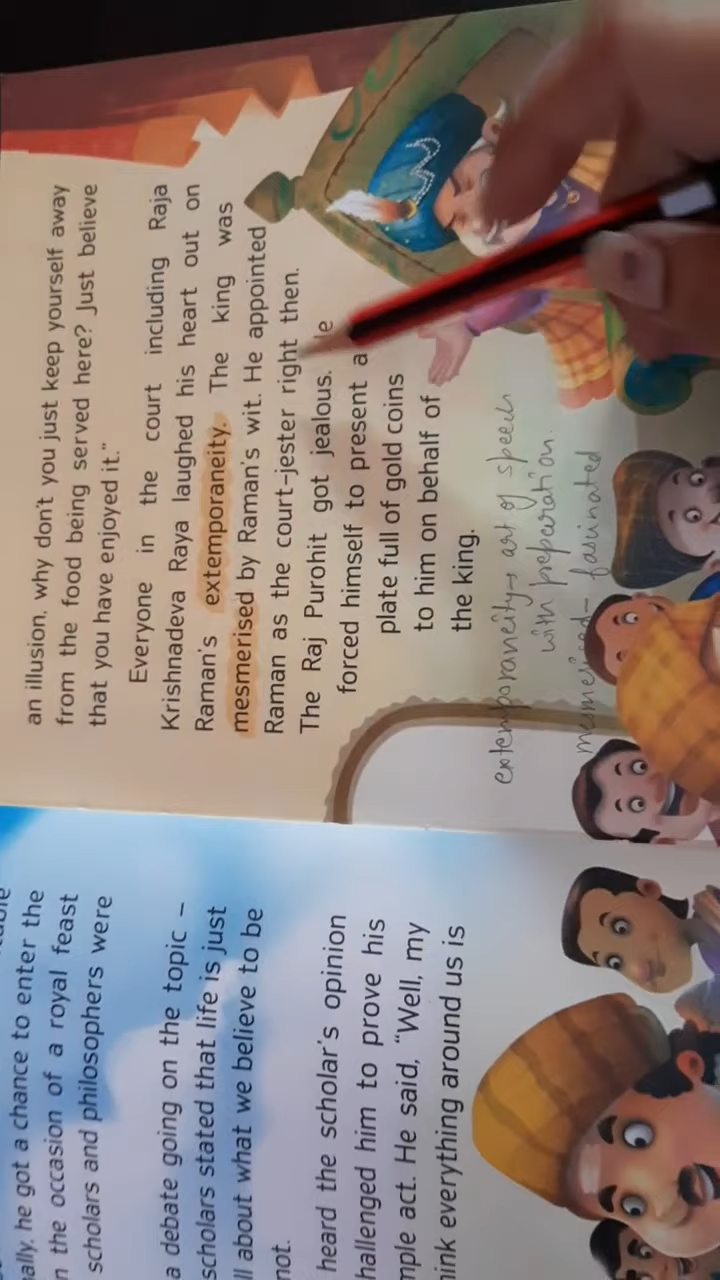 an illusion, why don't you just keep yourself away
from the food being served here? Just believe
that you have enjoyed it."
Everyone in the court including Raja
Krishnadeva Raya laughed his heart out on
Raman's extemporaneity. The king was
mesmerised by Raman's wit. He appointed
Raman as the court-jester right then.
The Raj Purohit got jealous.
forced himself to present a
plate full of gold coins
to him on behalf of
the king.
extemporaneity→ art of speech
with preparation.
mesmerised- fascinated
he got a chance to enter the
the occasion of a royal feast
scholars and philosophers were
a debate going on the topic –
scholars stated that life is just
about what we believe to be
not.
heard the scholar's opinion
him to prove his
act. He said, "Well, my
everything around us is